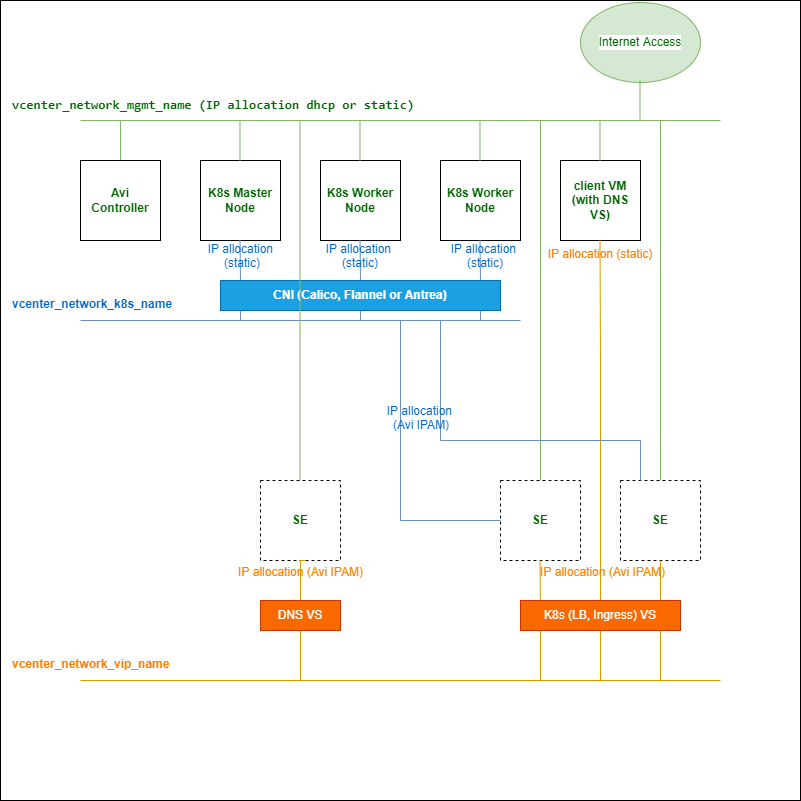 Internet Access
vcenter_network_mgmt_name (IP allocation dhcp or static)
Avi
Controller
K8s Master
Node
K8s Worker
Node
K8s Worker
Node
client VM
(with DNS
VS)
IP allocation
(static)
IP allocation
(static)
IP allocation
(static)
IP allocation (static)
CNI (Calico, Flannel or Antrea)
vcenter_network_k8s_name
IP allocation
(Avi IPAM)
SE
SE
SE
IP allocation (Avi IPAM)
IP allocation (Avi IPAM)
DNS VS
K8s (LB, Ingress) VS
vcenter_network_vip_name